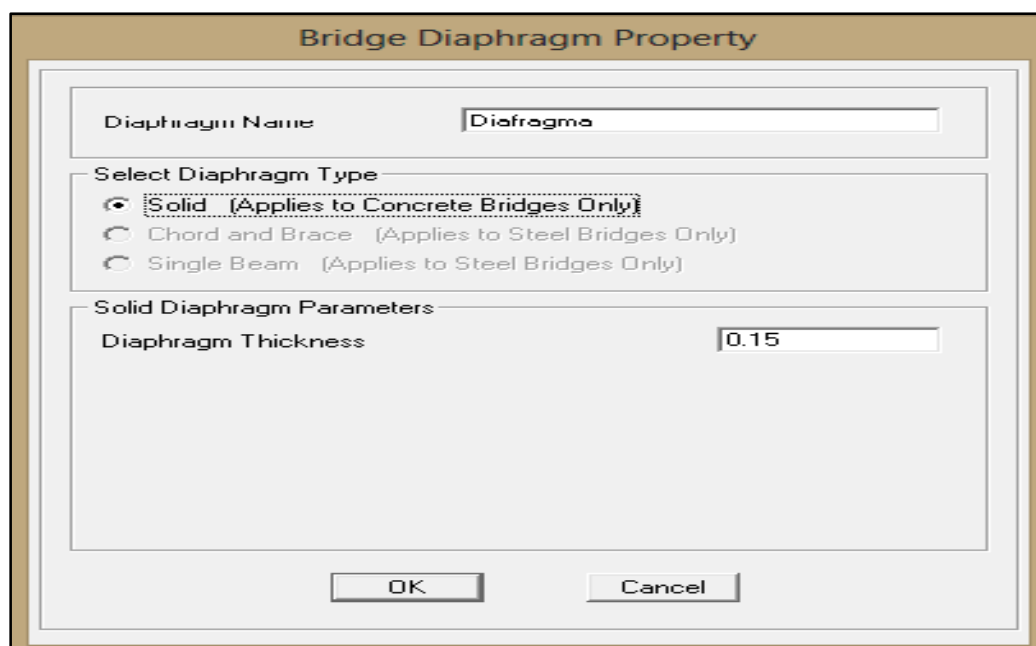 Bridge Diaphragm Property
Diaphragm Name Diafragma
Select Diaphragm Type
Solid (Applies to Concrete Bridges Only)
Chord and Brace (Applies to Steel Bridges Only)
Single Beam (Applies to Steel Bridges Only)
Solid Diaphragm Parameters
Diaphragm Thickness 0.15
OK Cancel